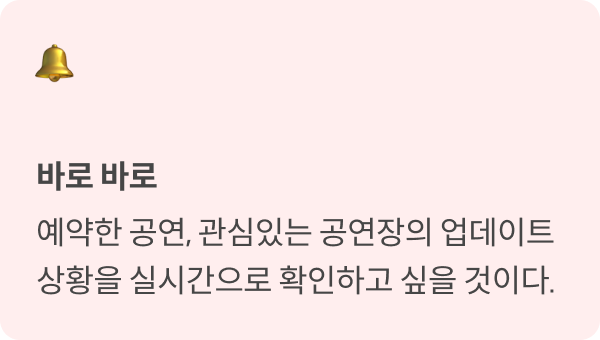 바로 바로
예약한 공연, 관심있는 공연장의 업데이트
상황을 실시간으로 확인하고 싶을 것이다.